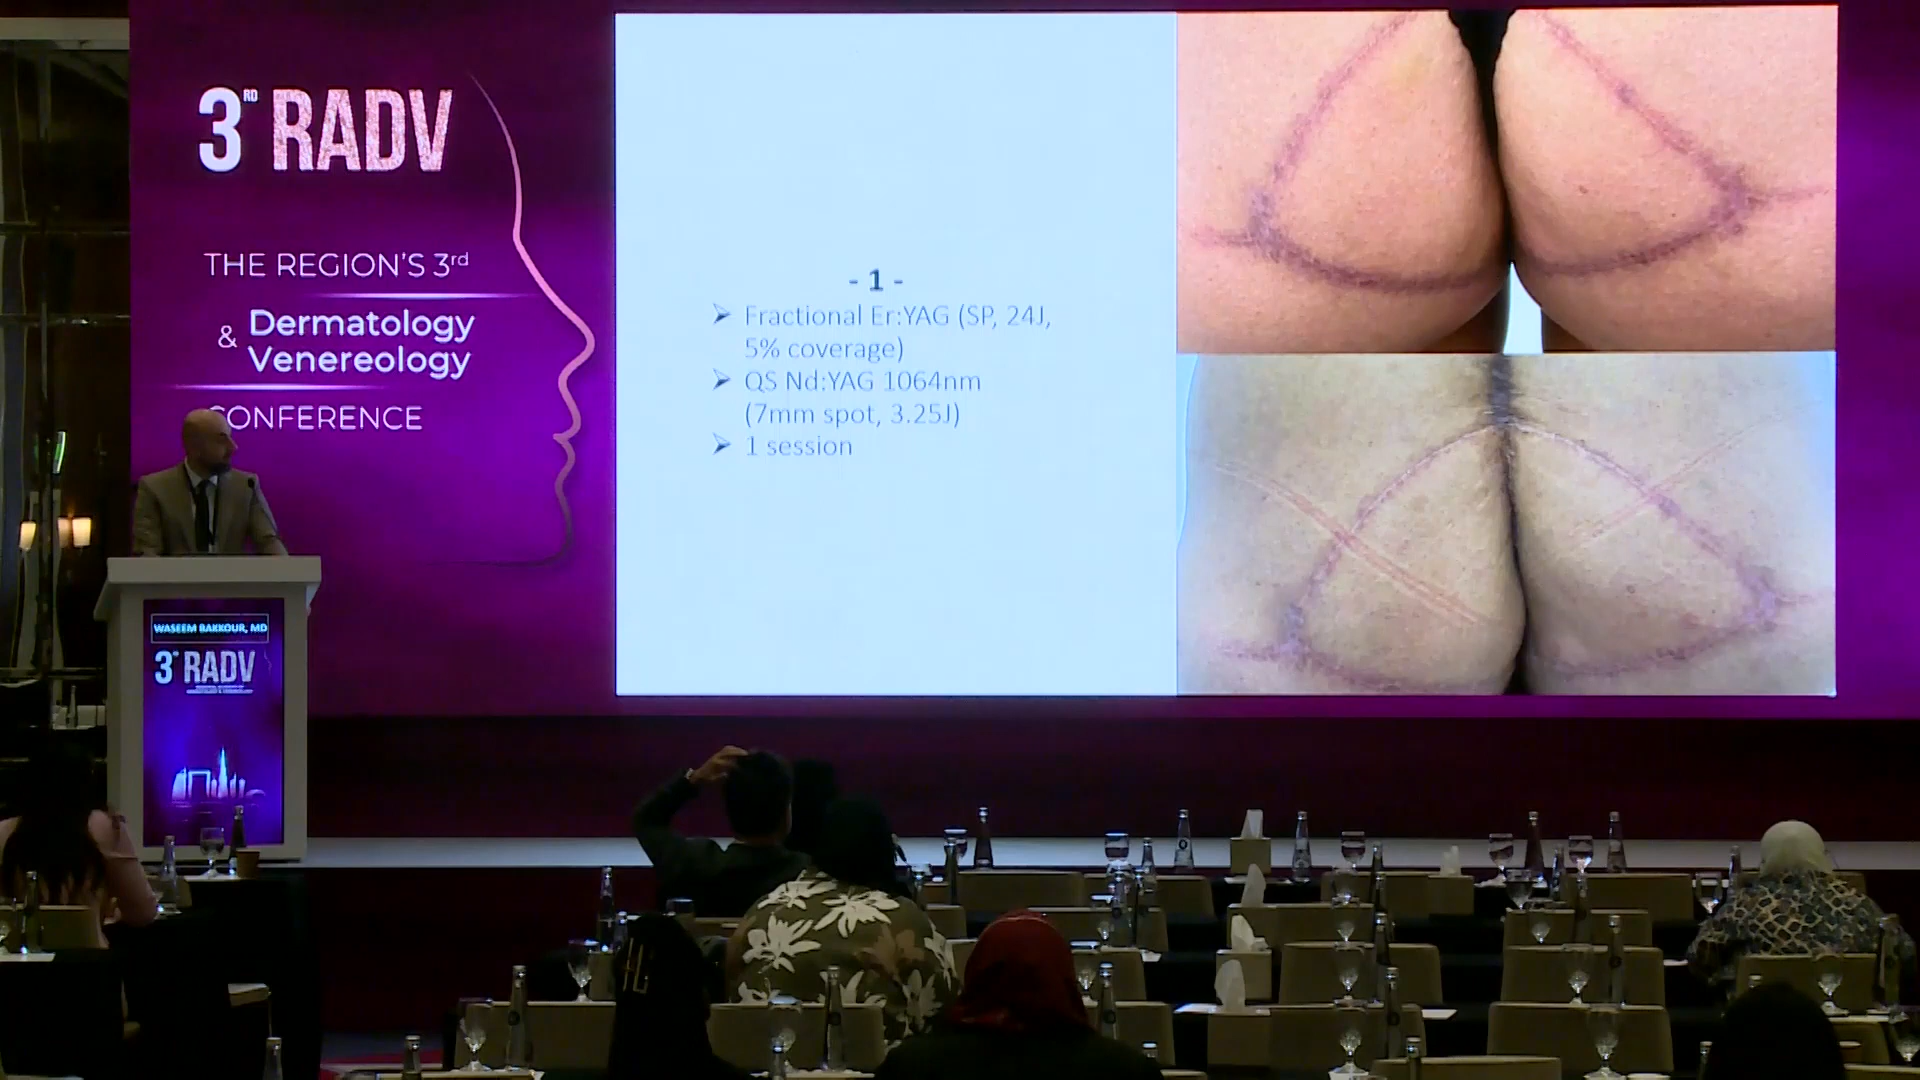 3RD RADV
THE REGION'S 3rd
& Dermatology
Venereology
CONFERENCE
- 1 -
➢ Fractional Er:YAG (SP, 24J,
5% coverage)
➢ QS Nd:YAG 1064nm
(7mm spot, 3.25J)
➢ 1 session
WASEEM BAKKOUR, MD
3RD RADV